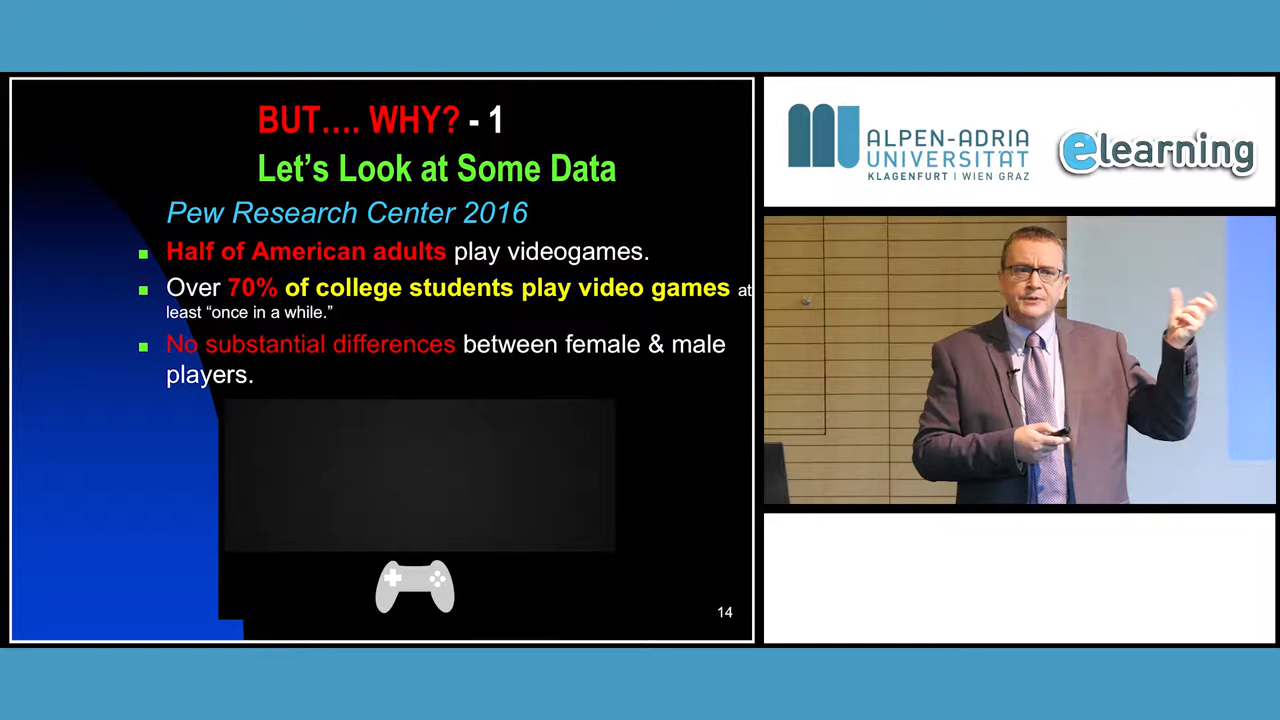 BUT…. WHY? - 1
Let’s Look at Some Data
Pew Research Center 2016
Half of American adults play videogames.
Over 70% of college students play video games at
least “once in a while.”
No substantial differences between female & male
players.
14
ALPEN-ADRIA
UNIVERSITÄT
KLAGENFURT | WIEN GRAZ
elearning